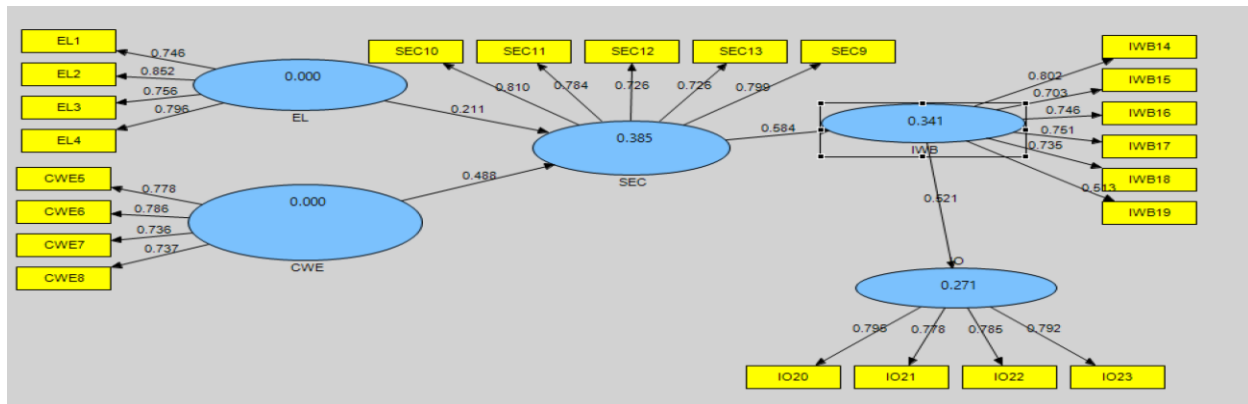 EL1
EL2
EL3
EL4
0.746
0.852
0.756
0.796
0.000
EL
0.211
CWE5
CWE6
CWE7
CWE8
0.778
0.786
0.736
0.737
0.000
CWE
0.488
SEC10
SEC11
SEC12
SEC13
SEC9
0.810
0.784
0.726
0.726
0.799
0.385
SEC
0.584
0.341
IWB
0.802
0.703
0.746
0.751
0.735
0.513
IWB14
IWB15
IWB16
IWB17
IWB18
IWB19
0.521
0.271
0.778
0.785
0.792
IO20
IO21
IO22
IO23